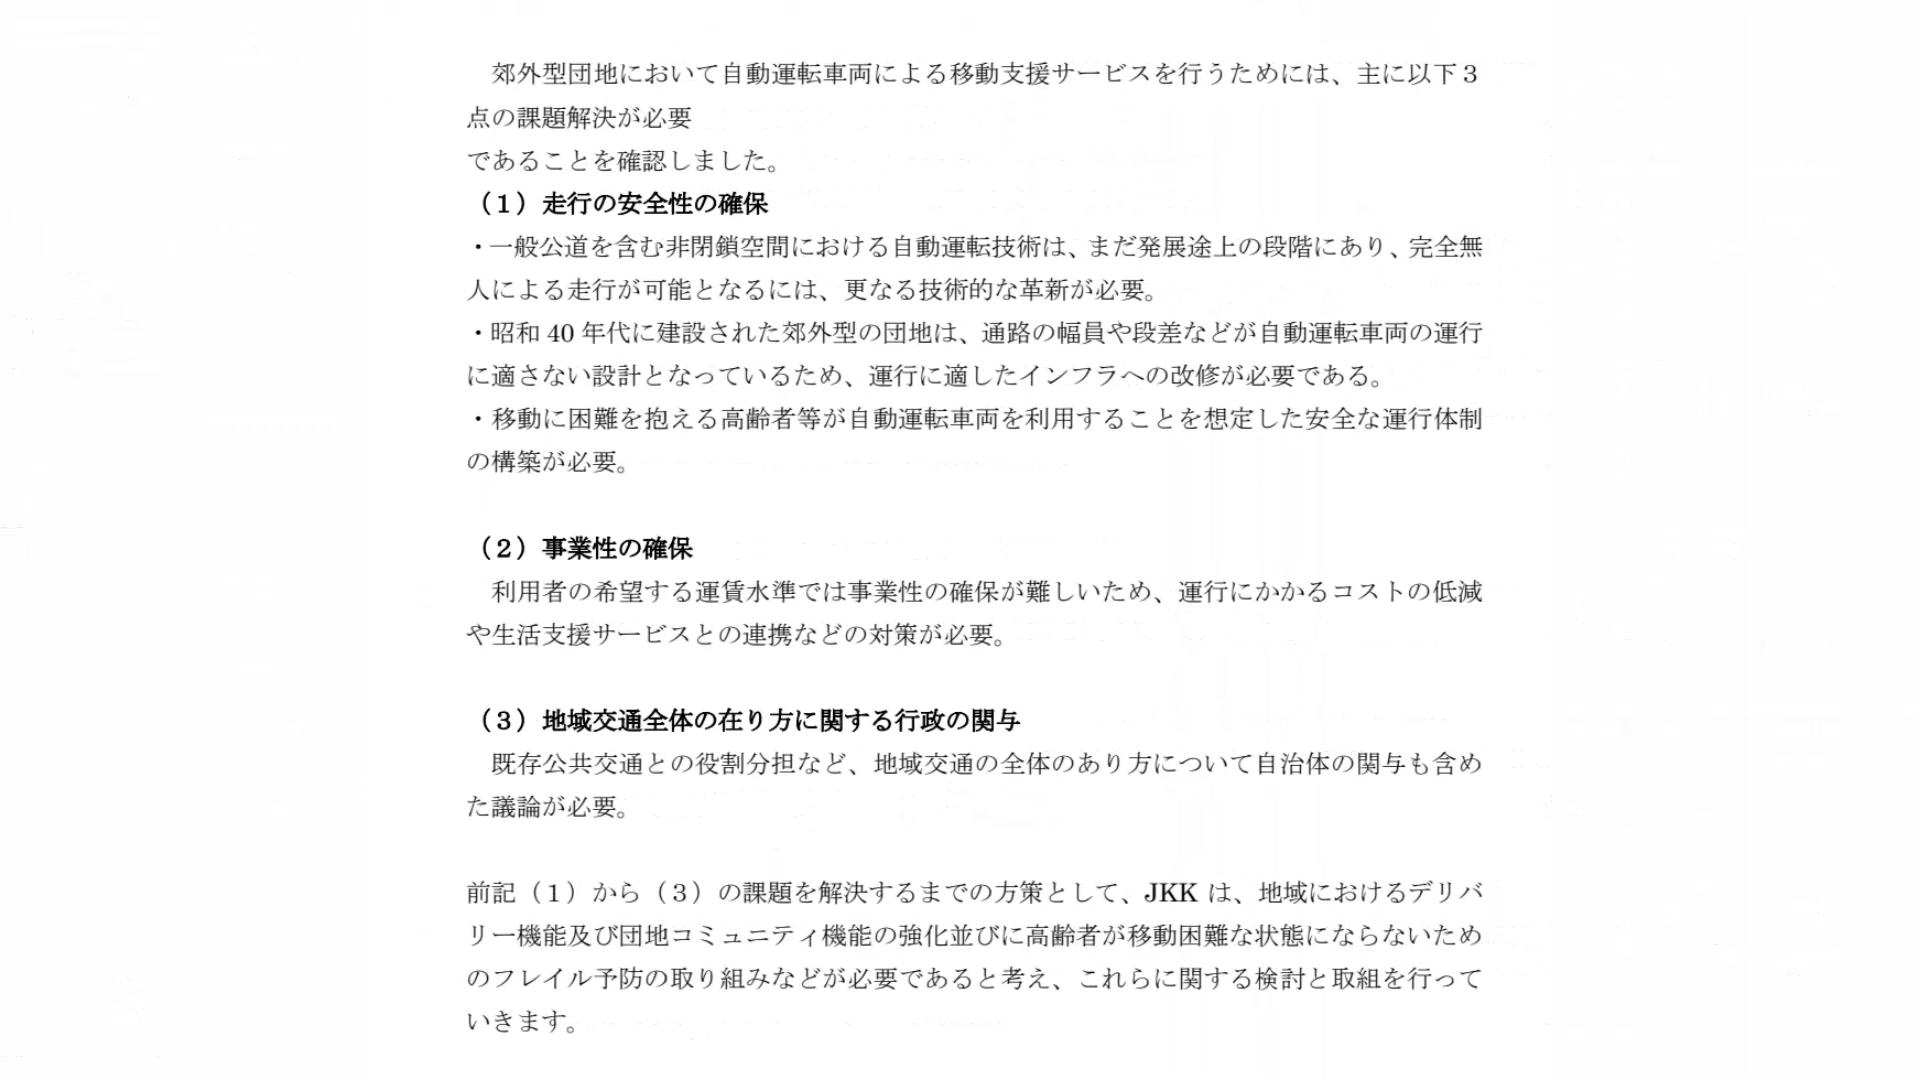 郊外型団地において自動運転車両による移動支援サービスを行うためには、主に以下３
点の課題解決が必要
であることを確認しました。
（１）走行の安全性の確保
・一般公道を含む非閉鎖空間における自動運転技術は、まだ発展途上の段階にあり、完全無
人による走行が可能となるには、更なる技術的な革新が必要。
・昭和 40 年代に建設された郊外型の団地は、通路の幅員や段差などが自動運転車両の運行
に適さない設計となっているため、運行に適したインフラへの改修が必要である。
・移動に困難を抱える高齢者等が自動運転車両を利用することを想定した安全な運行体制
の構築が必要。
（２）事業性の確保
利用者の希望する運賃水準では事業性の確保が難しいため、運行にかかるコストの低減
や生活支援サービスとの連携などの対策が必要。
（３）地域交通全体の在り方に関する行政の関与
既存公共交通との役割分担など、地域交通の全体のあり方について自治体の関与も含め
た議論が必要。
前記（１）から（３）の課題を解決するまでの方策として、JKK は、地域におけるデリバ
リー機能及び団地コミュニティ機能の強化並びに高齢者が移動困難な状態にならないため
のフレイル予防の取り組みなどが必要であると考え、これらに関する検討と取組を行って
いきます。